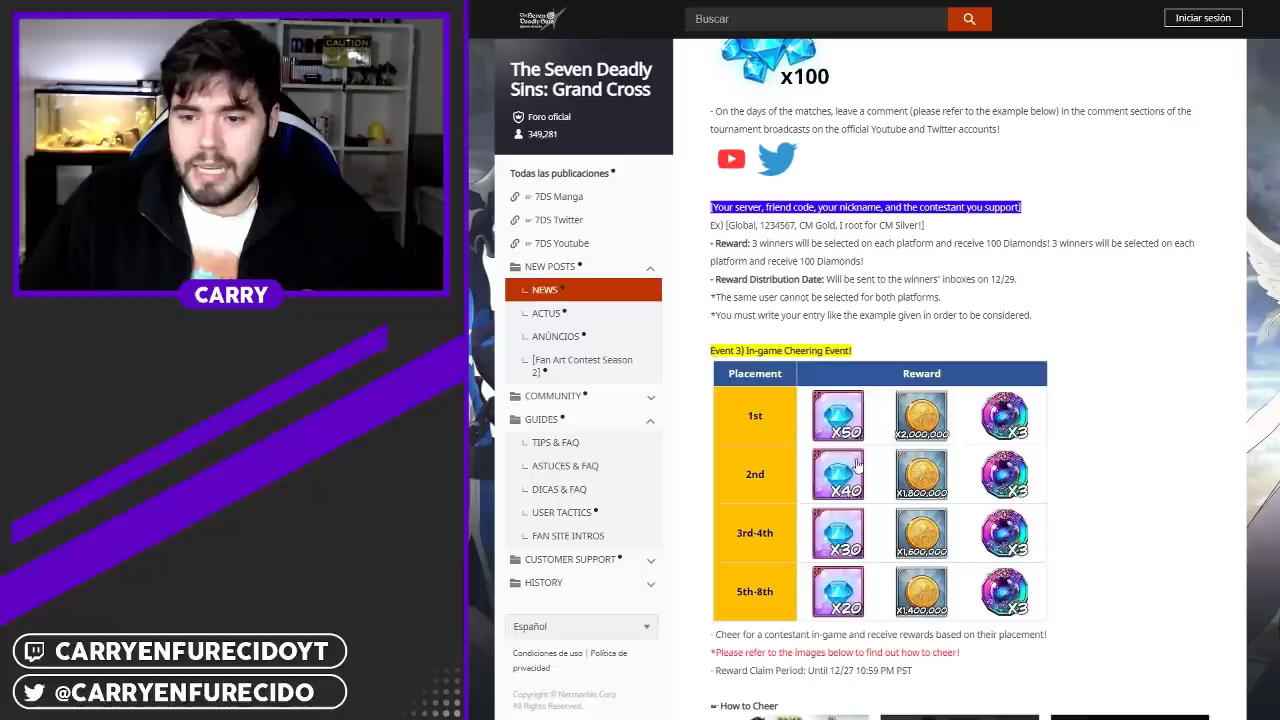 CAUTION
CARRY
CARRYENFURECIDOYT
@CARRYENFURECIDO
Buscar
Iniciar sesión
The Seven Deadly
Sins: Grand Cross
Foro oficial
349,281
Todas las publicaciones
7DS Manga
7DS Twitter
7DS Youtube
NEW POSTS
NEWS
ACTUS
ANÚNCIOS
[Fan Art Contest Season
2]
COMMUNITY
GUIDES
TIPS & FAQ
ASTUCES & FAQ
DICAS & FAQ
USER TACTICS
FAN SITE INTROS
CUSTOMER SUPPORT
HISTORY
Español
Condiciones de uso | Política de
privacidad
Copyright © Netmarble Corp
All Rights Reserved.
x100
- On the days of the matches, leave a comment (please refer to the example below) in the comment sections of the
tournament broadcasts on the official Youtube and Twitter accounts!
[Your server, friend code, your nickname, and the contestant you support]
Ex) [Global, 1234567, CM Gold, I root for CM Silver!]
- Reward: 3 winners will be selected on each platform and receive 100 Diamonds! 3 winners will be selected on each
platform and receive 100 Diamonds!
- Reward Distribution Date: Will be sent to the winners' inboxes on 12/29.
*The same user cannot be selected for both platforms.
*You must write your entry like the example given in order to be considered.
Event 3) In-game Cheering Event!
Placement Reward
1st X50 X2,000,000 X3
2nd X40 X1,800,000 X3
3rd-4th X30 X1,600,000 X3
5th-8th X20 X1,400,000 X3
- Cheer for a contestant in-game and receive rewards based on their placement!
*Please refer to the images below to find out how to cheer!
- Reward Claim Period: Until 12/27 10:59 PM PST
How to Cheer